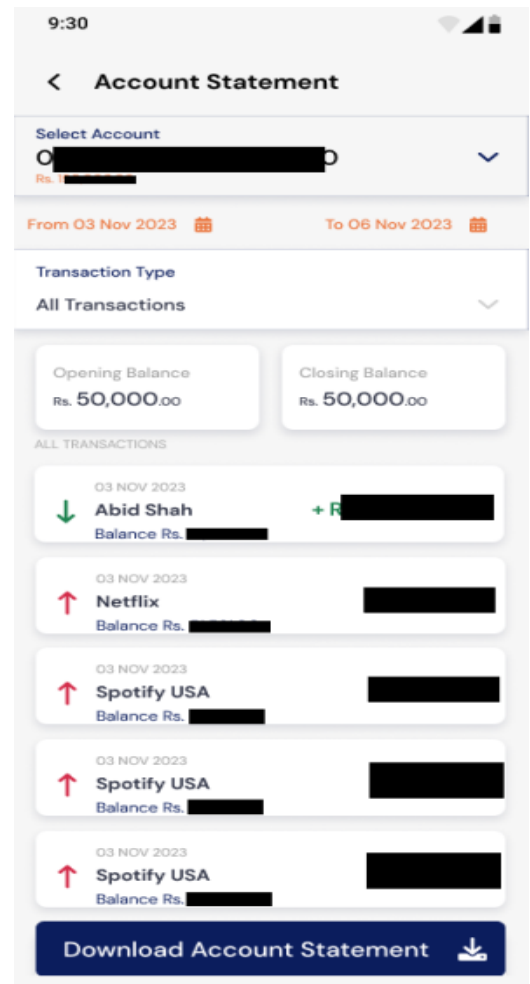 9:30
Account Statement
Select Account
Rs.
From 03 Nov 2023 To 06 Nov 2023
Transaction Type
All Transactions
Opening Balance Closing Balance
Rs. 50,000.00 Rs. 50,000.00
ALL TRANSACTIONS
03 NOV 2023
Abid Shah + R
Balance Rs.
03 NOV 2023
Netflix
Balance Rs.
03 NOV 2023
Spotify USA
Balance Rs.
03 NOV 2023
Spotify USA
Balance Rs.
03 NOV 2023
Spotify USA
Balance Rs.
Download Account Statement